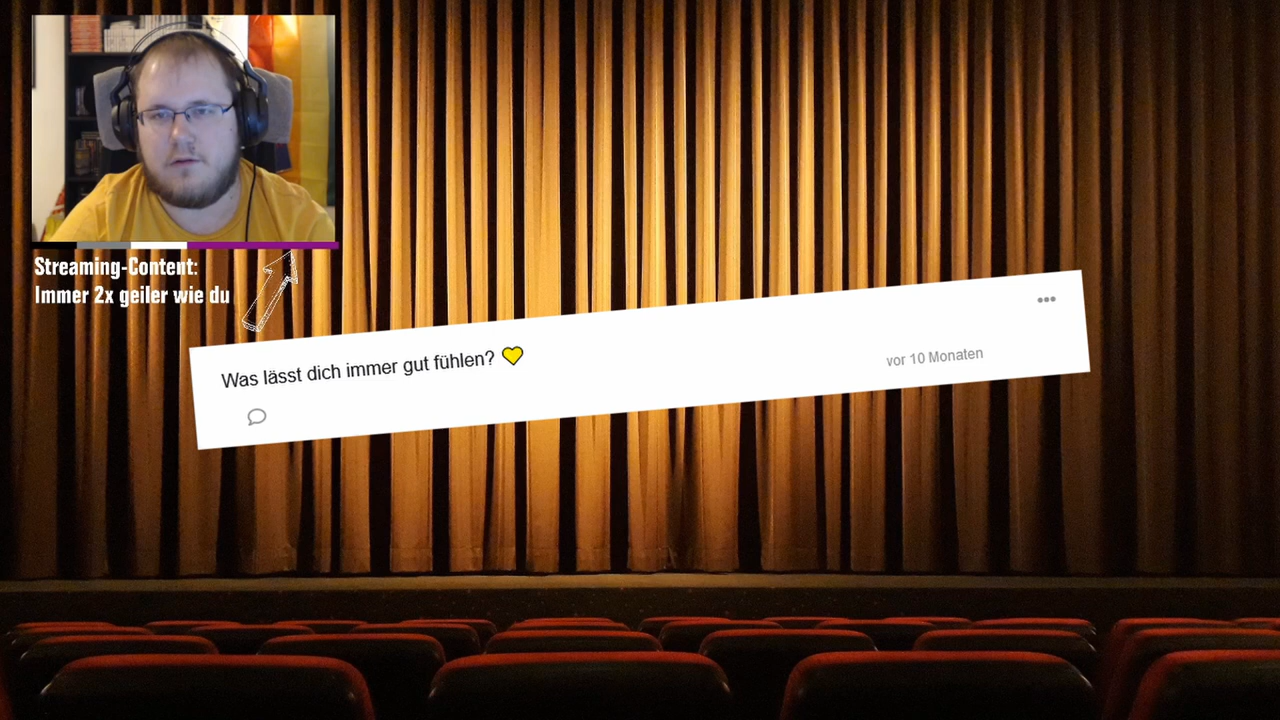 Streaming-Content:
Immer 2x geiler wie du
Was lässt dich immer gut fühlen? 💛
vor 10 Monaten